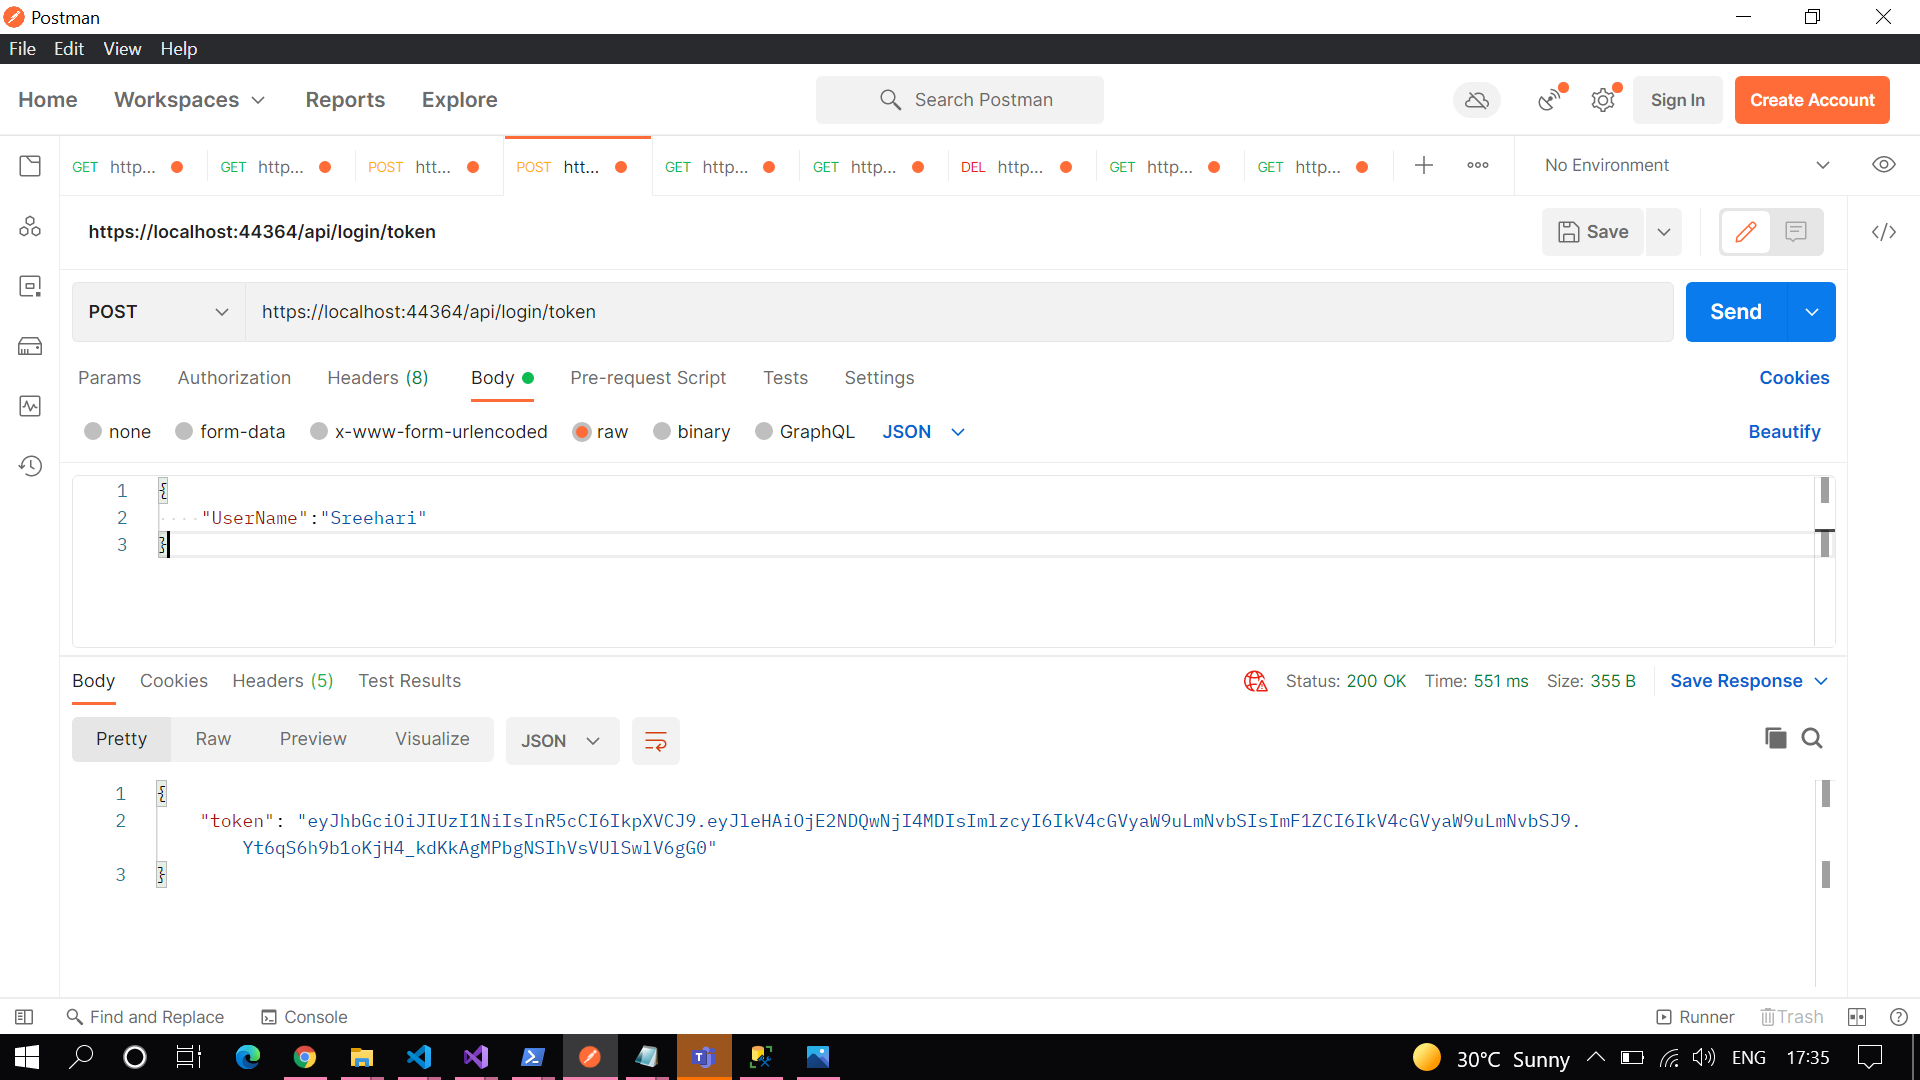 Postman
File Edit View Help
Home Workspaces Reports Explore Search Postman Sign In Create Account
GET http... GET http... POST htt... POST htt... GET http... GET http... DEL http... GET http... GET http... No Environment
https://localhost:44364/api/login/token Save
POST https://localhost:44364/api/login/token Send
Params Authorization Headers (8) Body Pre-request Script Tests Settings Cookies
none form-data x-www-form-urlencoded raw binary GraphQL JSON Beautify
1 {
2 "UserName":"Sreehari"
3 }
Body Cookies Headers (5) Test Results Status: 200 OK Time: 551 ms Size: 355 B Save Response
Pretty Raw Preview Visualize JSON
1 {
2 "token": "eyJhbGciOiJIUzI1NiIsInR5cCI6IkpXVCJ9.eyJleHAiOjE2NDQwNjI4MDIsImlzcyI6IkV4cGVyaW9uLmNvbSIsImF1ZCI6IkV4cGVyaW9uLmNvbSJ9.
Yt6qS6h9b1oKjH4_kdKkAgMPbgNSIhVsVUlSwlV6gG0"
3 }
Find and Replace Console Runner Trash
30°C Sunny ENG 17:35